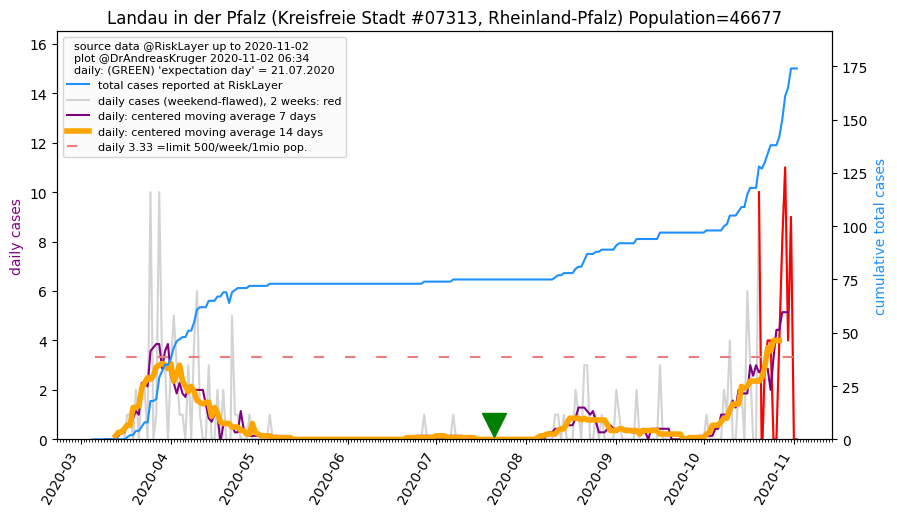 Landau in der Pfalz (Kreisfreie Stadt #07313, Rheinland-Pfalz) Population=46677
source data @RiskLayer up to 2020-11-02
plot @DrAndreasKruger 2020-11-02 06:34
daily: (GREEN) 'expectation day' = 21.07.2020
total cases reported at RiskLayer
daily cases (weekend-flawed), 2 weeks: red
daily: centered moving average 7 days
daily: centered moving average 14 days
daily 3.33 =limit 500/week/1mio pop.
daily cases
16
14
12
10
8
6
4
2
0
cumulative total cases
175
150
125
100
75
50
25
0
2020-03
2020-04
2020-05
2020-06
2020-07
2020-08
2020-09
2020-10
2020-11